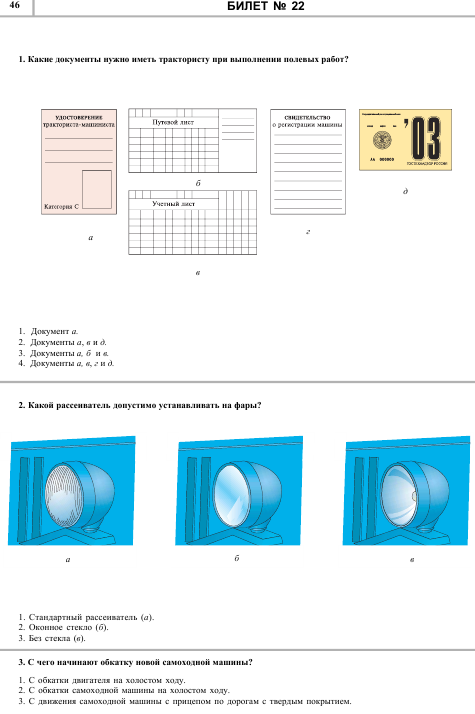 46
БИЛЕТ № 22
1. Какие документы нужно иметь трактористу при выполнении полевых работ?
УДОСТОВЕРЕНИЕ
тракториста-машиниста
Категория С
а
Путевой лист
б
Учетный лист
в
СВИДЕТЕЛЬСТВО
о регистрации машины
г
'03
АА 000000
ГОСТЕХНАДЗОР РОССИИ
д
1. Документ а.
2. Документы а, в и д.
3. Документы а, б и в.
4. Документы а, в, г и д.
2. Какой рассеиватель допустимо устанавливать на фары?
а
б
в
1. Стандартный рассеиватель (а).
2. Оконное стекло (б).
3. Без стекла (в).
3. С чего начинают обкатку новой самоходной машины?
1. С обкатки двигателя на холостом ходу.
2. С обкатки самоходной машины на холостом ходу.
3. С движения самоходной машины с прицепом по дорогам с твердым покрытием.